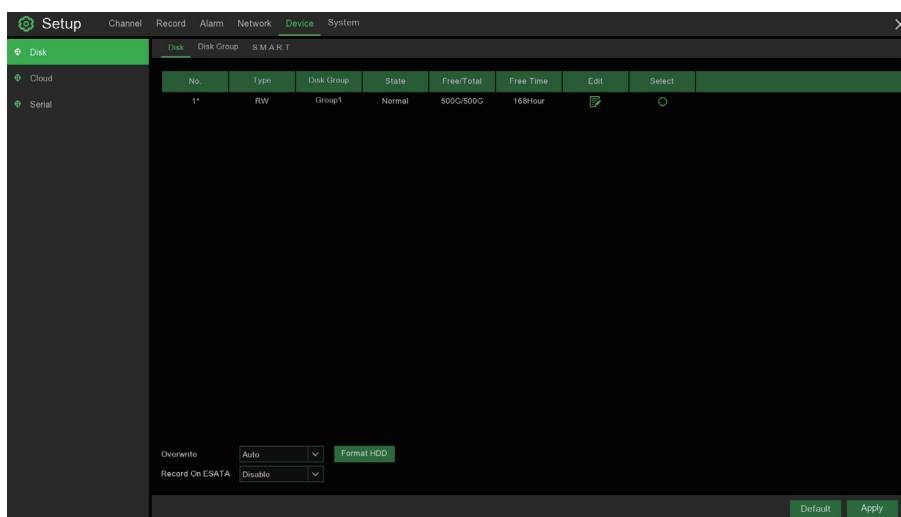 Setup Channel Record Alarm Network Device System
Disk
Cloud
Serial
Disk Disk Group S.M.A.R.T
No. Type Disk Group State Free/Total Free Time Edit Select
1* RW Group1 Normal 500G/500G 168Hour
Overwrite Auto Format HDD
Record On ESATA Disable
Default Apply